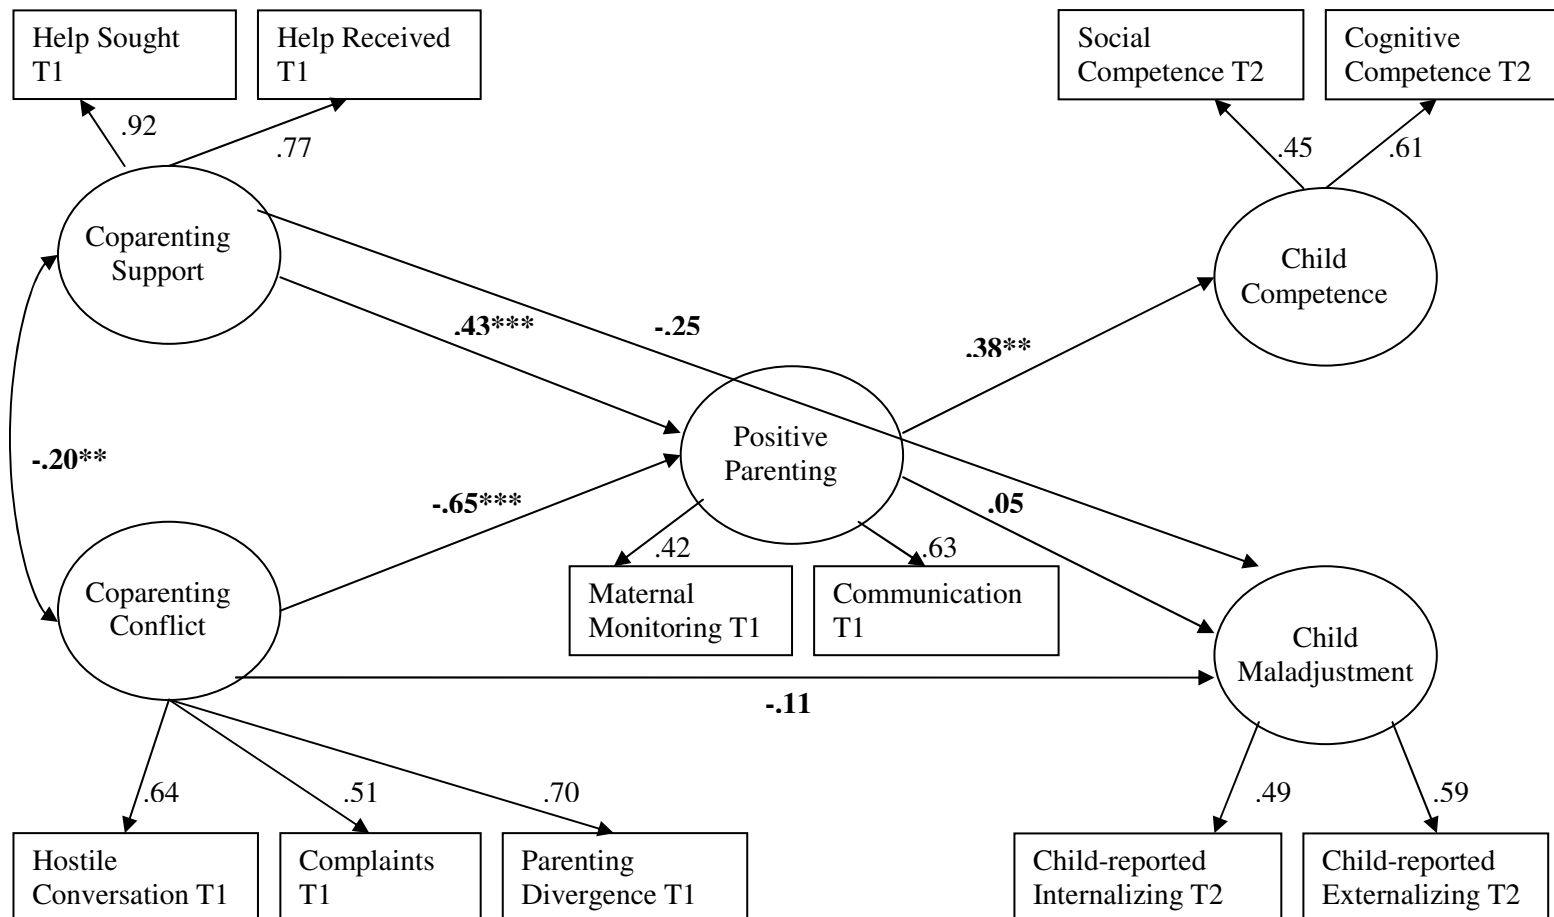 Help Sought
T1
Help Received
T1
Social
Competence T2
Cognitive
Competence T2
.92
.77
.45
.61
Coparenting
Support
Child
Competence
.43***
-.25
.38**
Positive
Parenting
-.20**
-.65***
.05
.42
.63
Coparenting
Conflict
Maternal
Monitoring T1
Communication
T1
Child
Maladjustment
-.11
.64
.51
.70
.49
.59
Hostile
Conversation T1
Complaints
T1
Parenting
Divergence T1
Child-reported
Internalizing T2
Child-reported
Externalizing T2